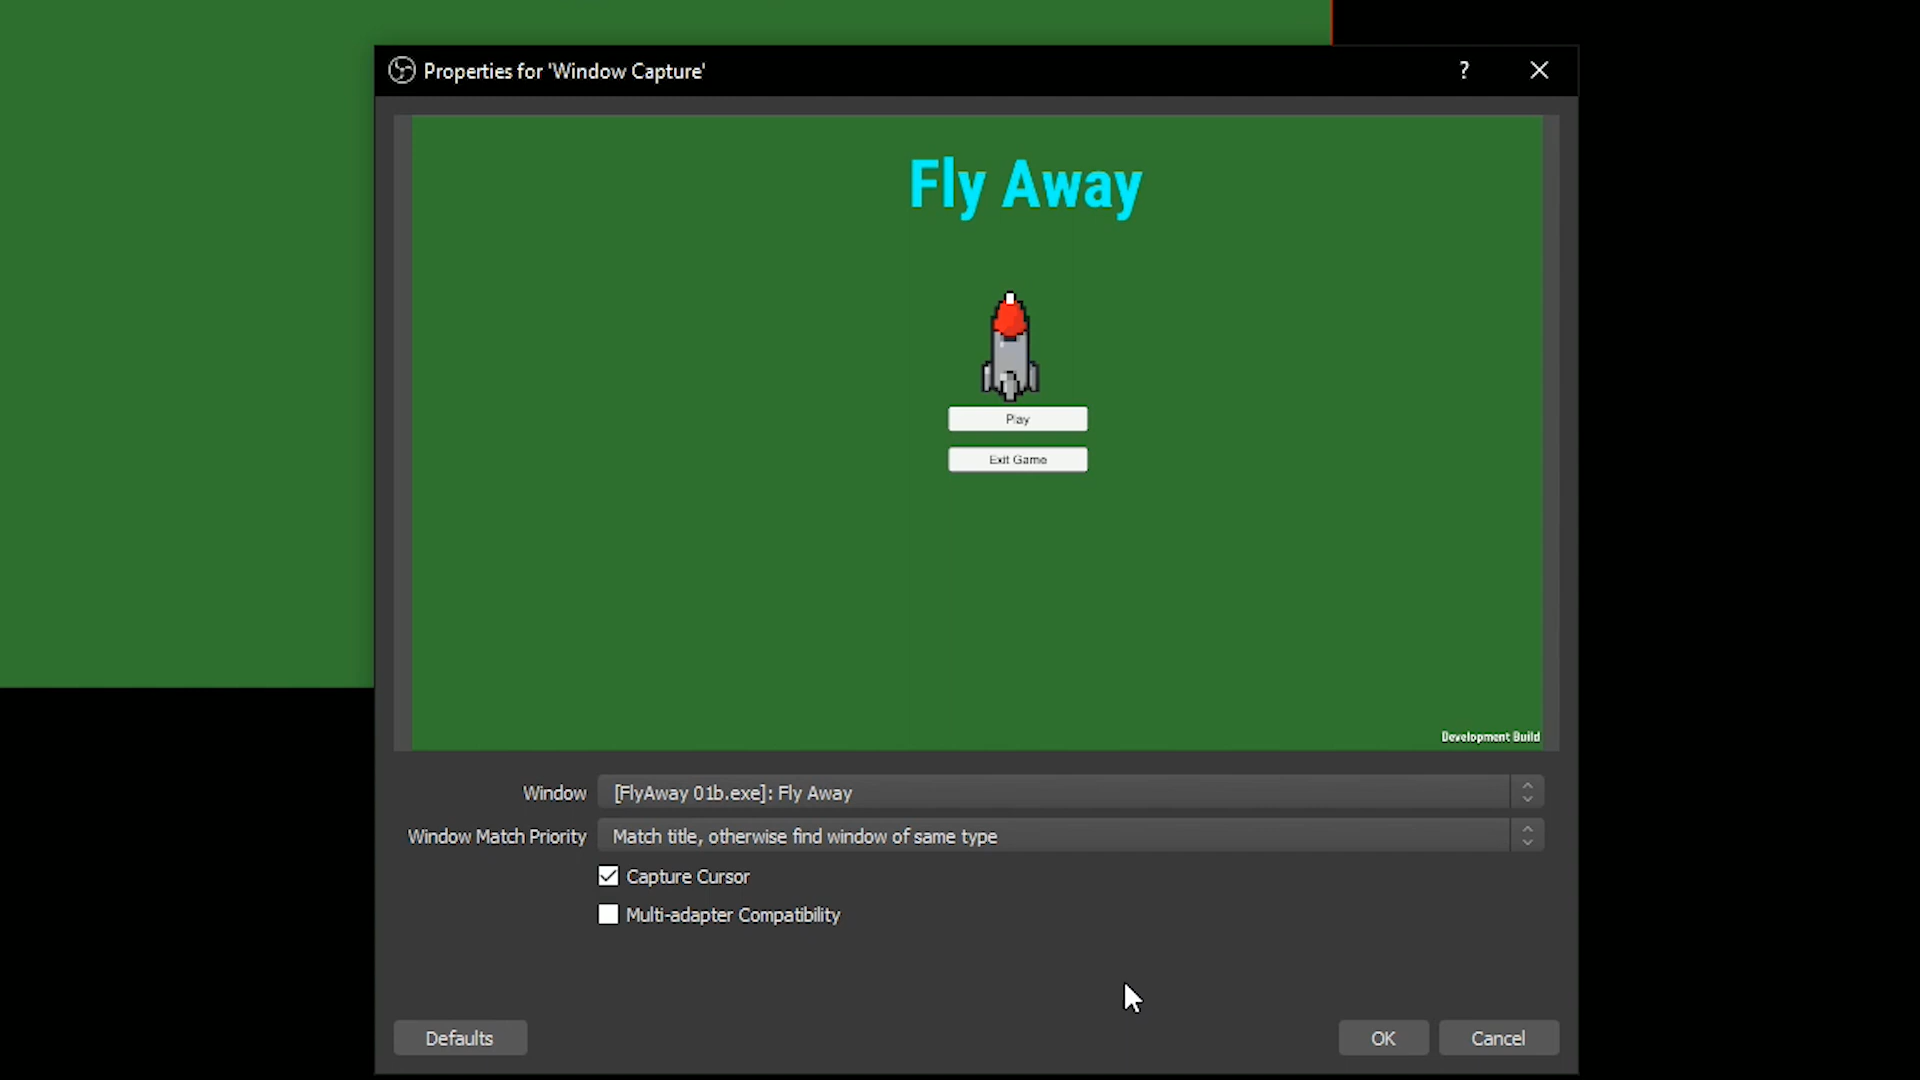 Properties for 'Window Capture'
?
Fly Away
Play
Exit Game
Development Build
Window
[FlyAway 01b.exe]: Fly Away
Window Match Priority
Match title, otherwise find window of same type
Capture Cursor
Multi-adapter Compatibility
Defaults
OK
Cancel